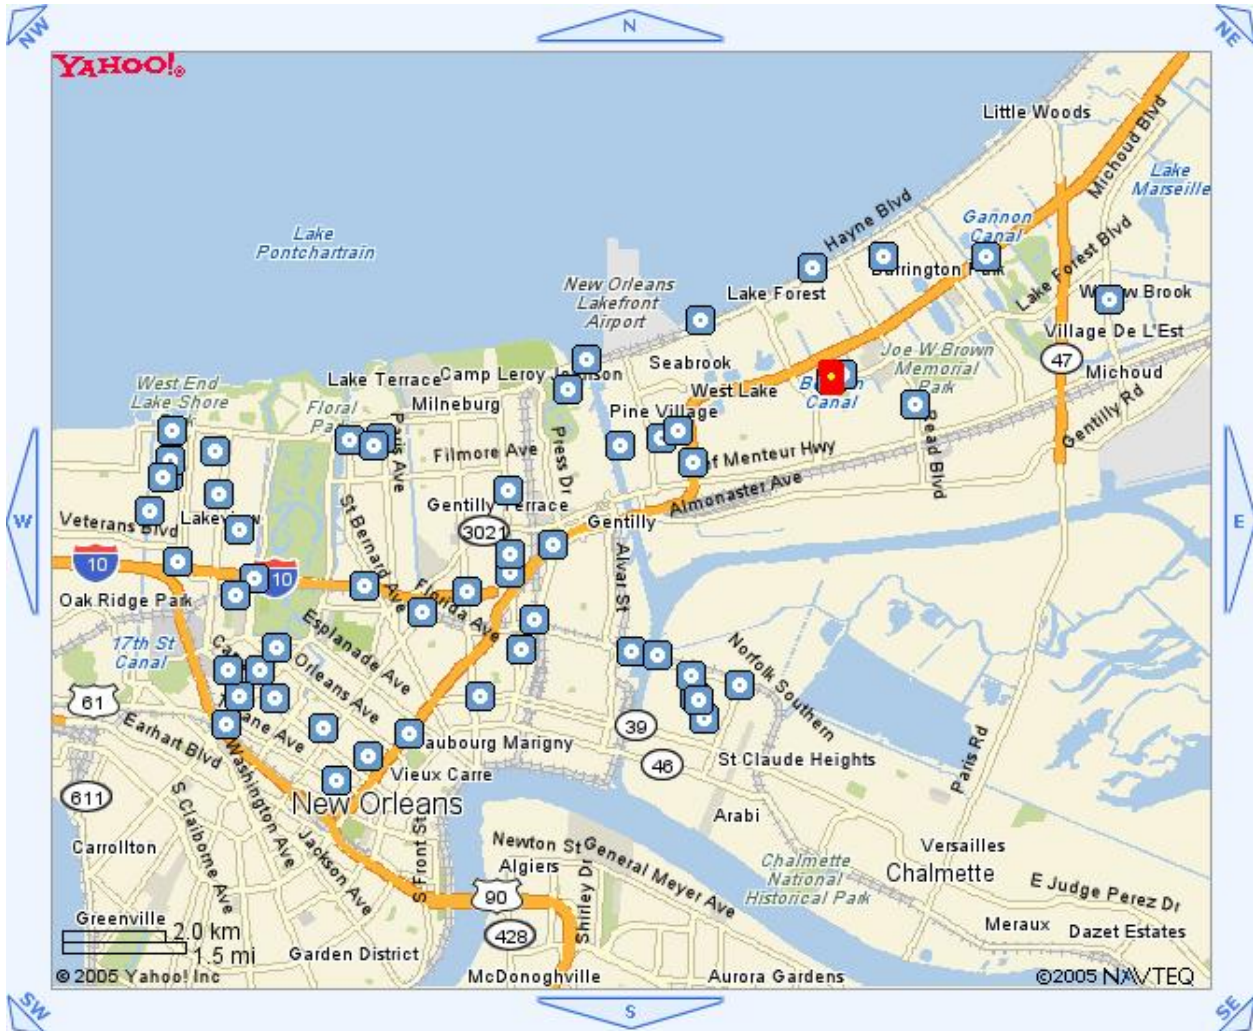 NW
N
NE
YAHOO!®
Little Woods
Michoud Blvd
Lake
Marseille
Hayne Blvd
Gannon
Canal
Lake
Pontchartrain
New Orleans
Lakefront
Airport
Lake Forest
Lake Forest Blvd
Brook
Village De L'Est
47
Michoud
Seabrook
Joe W Brown
Memorial
Park
West Lake
Canal
Lake Terrace
Camp Leroy
Milneburg
Pine Village
West End
Lake Shore
Floral
Paris Ave
Filmore Ave
Press Dr
Menteur Hwy
Read Blvd
Gentilly Rd
Almonaster Ave
W
E
Veterans Blvd
St Bernard Ave
Gentilly
3021
Gentilly
Alvar St
10
10
Oak Ridge Park
Florida Ave
17th St
Canal
Esplanade Ave
Orleans Ave
Norfolk Southern
61
39
46
Earhart Blvd
Washington Ave
Marigny
St Claude Heights
Paris Rd
Vieux Carre
611
New Orleans
S Claiborne Ave
Jackson Ave
S Front St
Arabi
Carrollton
Newton St
General Meyer Ave
Algiers
Versailles
Chalmette
National
Historical Park
Chalmette
E Judge Perez Dr
90
Shirley Dr
Greenville
2.0 km
1.5 mi
428
Meraux
Dazet Estates
Garden District
McDonoghville
Aurora Gardens
© 2005 Yahoo! Inc
©2005 NAVTEQ
SW
S
SE